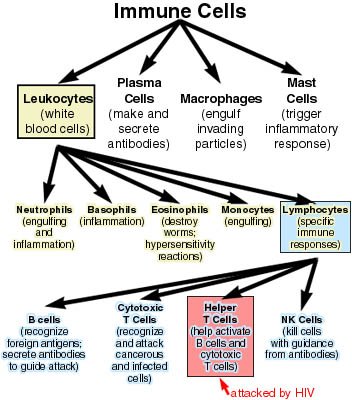 Immune Cells
Leukocytes
(white
blood cells)
Plasma
Cells
(make and
secrete
antibodies)
Macrophages
(engulf
invading
particles)
Mast
Cells
(trigger
inflammatory
response)
Neutrophils
(engulfing
and
inflammation)
Basophils
(inflammation)
Eosinophils
(destroy
worms;
hypersensitivity
reactions)
Monocytes
(engulfing)
Lymphocytes
(specific
immune
responses)
B cells
(recognize
foreign antigens;
secrete antibodies
to guide attack)
Cytotoxic
T Cells
(recognize
and attack
cancerous
and infected
cells)
Helper
T Cells
(help activate
B cells and
cytotoxic
T cells)
NK Cells
(kill cells
with guidance
from antibodies)
attacked by HIV